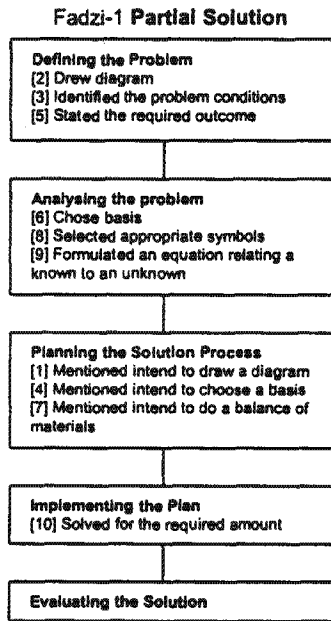 Fadzi-1 Partial Solution
Defining the Problem
[2] Drew diagram
[3] Identified the problem conditions
[5] Stated the required outcome
Analysing the problem
[6] Chose basis
[8] Selected appropriate symbols
[9] Formulated an equation relating a
known to an unknown
Planning the Solution Process
[1] Mentioned intend to draw a diagram
[4] Mentioned intend to choose a basis
[7] Mentioned intend to do a balance of
materials
Implementing the Plan
[10] Solved for the required amount
Evaluating the Solution